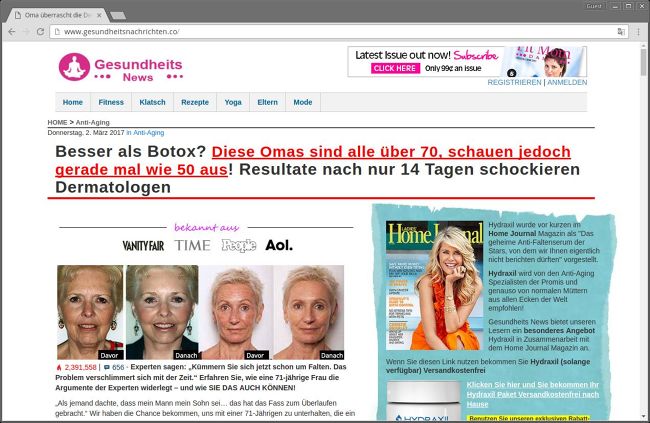 Oma überrascht die De
Guest
www.gesundheitsnachrichten.co/
Gesundheits
News
Latest Issue out now! Subscribe
CLICK HERE Only 99¢ an issue
Fit Mom
REGISTRIEREN | ANMELDEN
Home Fitness Klatsch Rezepte Yoga Eltern Mode
HOME > Anti-Aging
Donnerstag, 2. März 2017 in Anti-Aging
Besser als Botox? Diese Omas sind alle über 70, schauen jedoch
gerade mal wie 50 aus! Resultate nach nur 14 Tagen schockieren
Dermatologen
bekannt aus
VANITY FAIR TIME People Aol.
Davor Danach Davor Danach
2,391,558 | 656 · Experten sagen: „Kümmern Sie sich jetzt schon um Falten. Das
Problem verschlimmert sich mit der Zeit.“ Erfahren Sie, wie eine 71-jährige Frau die
Argumente der Experten widerlegt – und wie SIE DAS AUCH KÖNNEN!
„Als jemand dachte, dass mein Mann mein Sohn sei… das hat das Fass zum Überlaufen
gebracht.“ Wir haben die Chance bekommen, uns mit einer 71-Jährigen zu unterhalten, die ein
LADIES'
Home Journal
Hydraxil wurde vor kurzem im
Home Journal Magazin als "Das
geheime Anti-Faltenserum der
Stars, von dem wir Ihnen eigentlich
nicht berichten dürfen" vorgestellt.
Hydraxil wird von den Anti-Aging
Spezialisten der Promis und
genauso von normalen Müttern
aus allen Ecken der Welt
empfohlen!
Gesundheits News bietet unseren
Lesern ein besonderes Angebot
Hydraxil in Zusammenarbeit mit
dem Home Journal Magazin an.
Wenn Sie diesen Link nutzen bekommen Sie Hydraxil (solange
verfügbar) Versandkostenfrei
HYDRAXIL
Klicken Sie hier und Sie bekommen Ihr
Hydraxil Paket Versandkostenfrei nach
Hause
Benutzen Sie unseren exklusiven Rabatt-